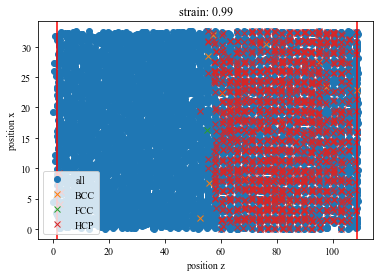 strain: 0.99
position x
30
25
20
15
10
5
0
all
BCC
FCC
HCP
0 20 40 60 80 100
position z